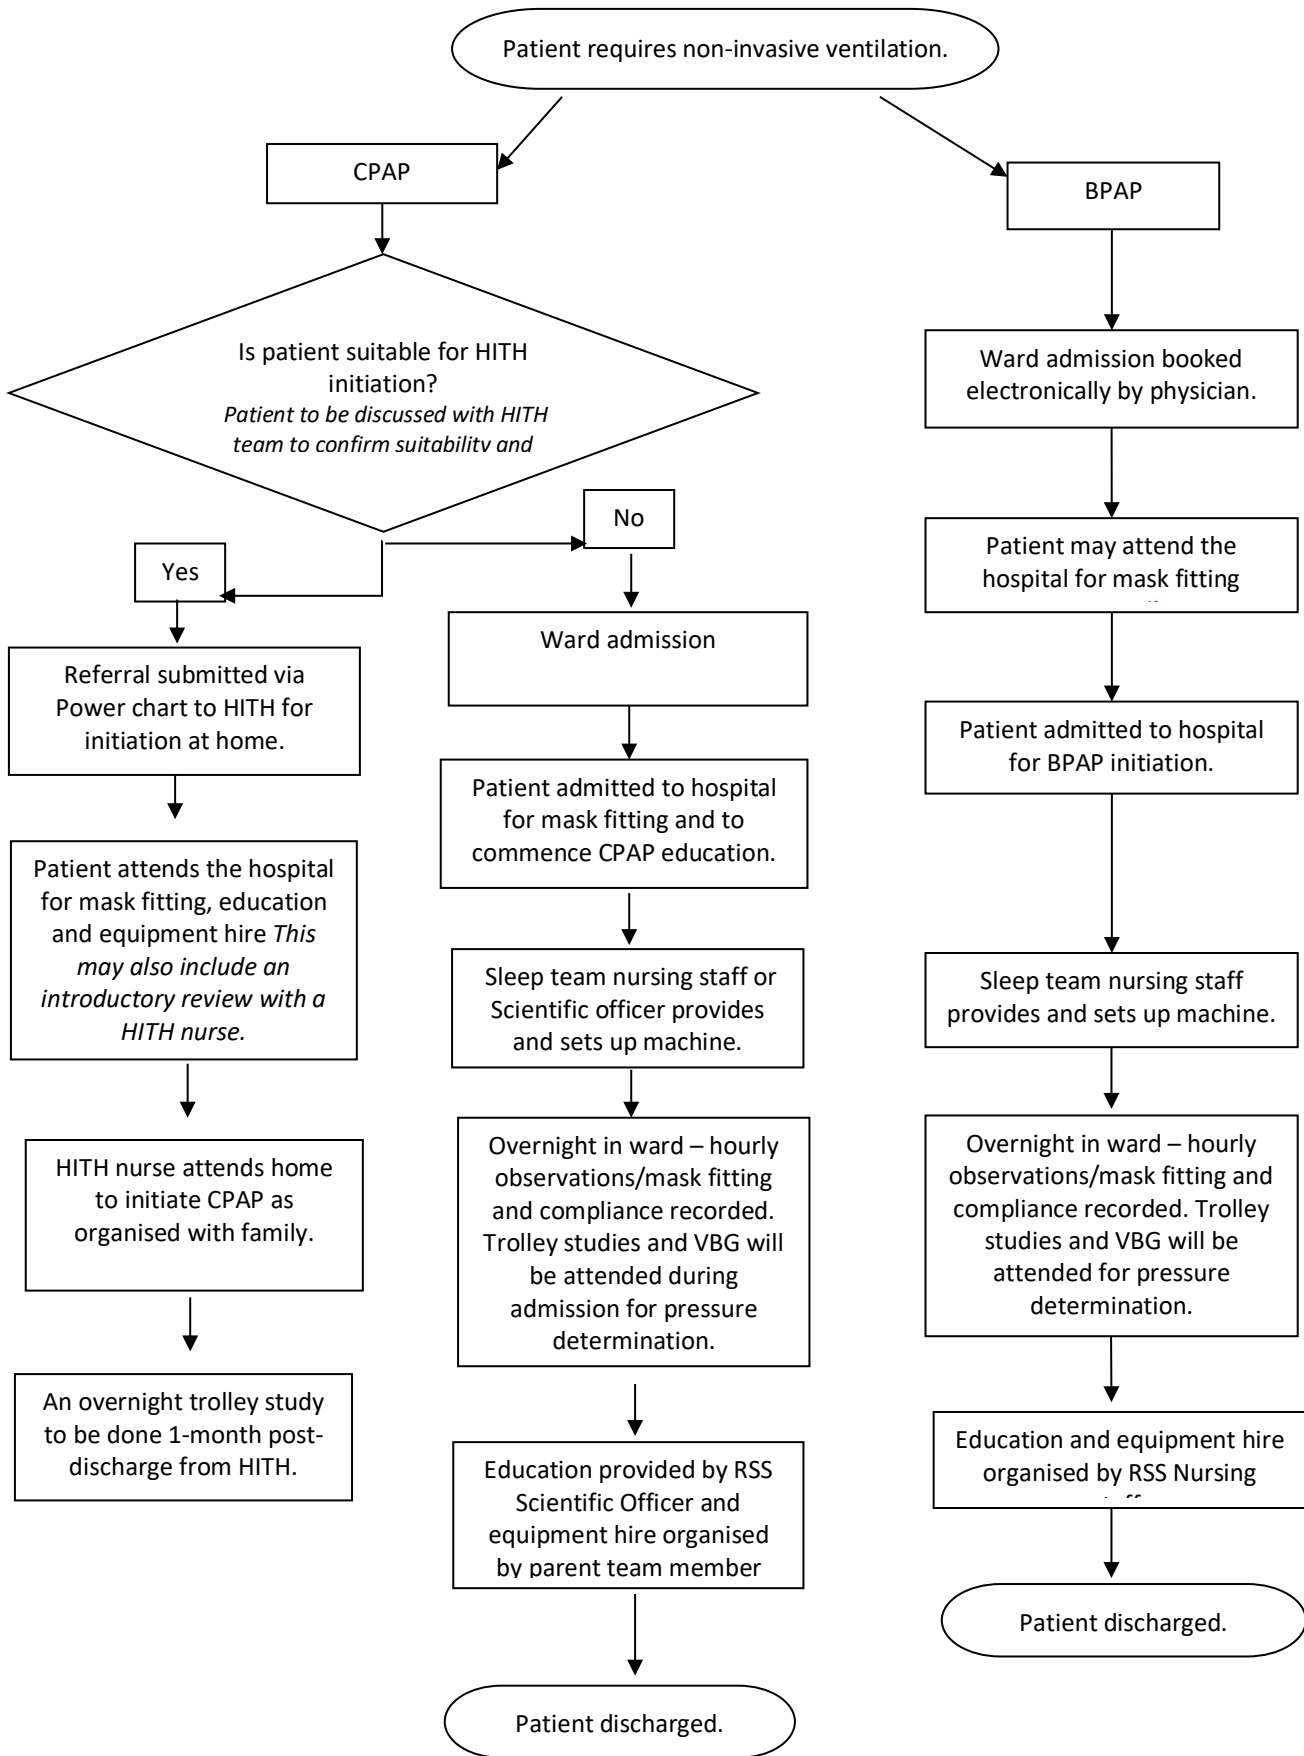 Patient requires non-invasive ventilation.
CPAP
BPAP
Is patient suitable for HITH
initiation?
Patient to be discussed with HITH
team to confirm suitability and
No
Yes
Referral submitted via
Power chart to HITH for
initiation at home.
Patient attends the hospital
for mask fitting, education
and equipment hire This
may also include an
introductory review with a
HITH nurse.
HITH nurse attends home
to initiate CPAP as
organised with family.
An overnight trolley study
to be done 1-month post-
discharge from HITH.
Ward admission
Patient admitted to hospital
for mask fitting and to
commence CPAP education.
Sleep team nursing staff or
Scientific officer provides
and sets up machine.
Overnight in ward – hourly
observations/mask fitting
and compliance recorded.
Trolley studies and VBG will
be attended during
admission for pressure
determination.
Education provided by RSS
Scientific Officer and
equipment hire organised
by parent team member
Patient discharged.
Ward admission booked
electronically by physician.
Patient may attend the
hospital for mask fitting
Patient admitted to hospital
for BPAP initiation.
Sleep team nursing staff
provides and sets up machine.
Overnight in ward – hourly
observations/mask fitting and
compliance recorded. Trolley
studies and VBG will be
attended for pressure
determination.
Education and equipment hire
organised by RSS Nursing
Patient discharged.